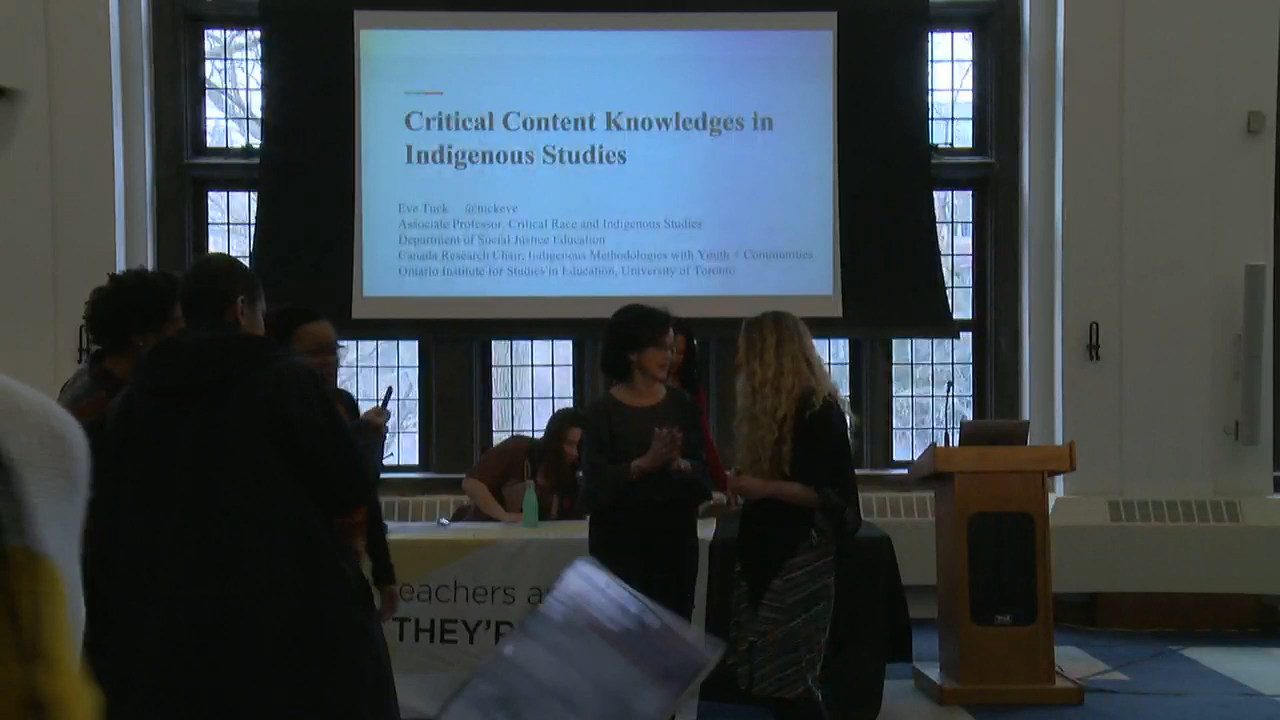 Critical Content Knowledges in
Indigenous Studies
Eve Tuck @tuckeve
Associate Professor, Critical Race and Indigenous Studies
Department of Social Justice Education
Canada Research Chair, Indigenous Methodologies with Youth + Communities
Ontario Institute for Studies in Education, University of Toronto
eachers a
THEY'R